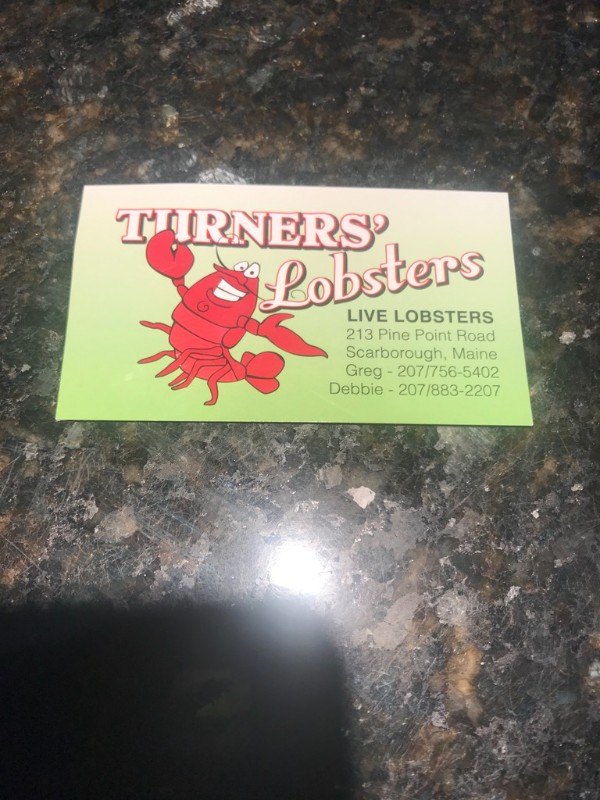 TURNERS'
Lobsters
LIVE LOBSTERS
213 Pine Point Road
Scarborough, Maine
Greg - 207/756-5402
Debbie - 207/883-2207